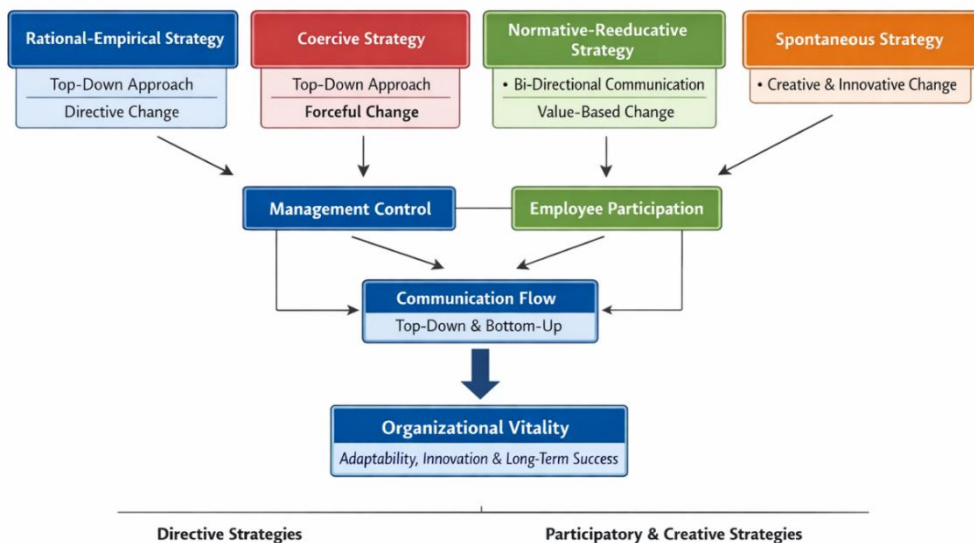 Rational-Empirical Strategy
Top-Down Approach
Directive Change
Coercive Strategy
Top-Down Approach
Forceful Change
Normative-Reeducative
Strategy
• Bi-Directional Communication
Value-Based Change
Spontaneous Strategy
• Creative & Innovative Change
Management Control
Employee Participation
Communication Flow
Top-Down & Bottom-Up
Organizational Vitality
Adaptability, Innovation & Long-Term Success
Directive Strategies
Participatory & Creative Strategies